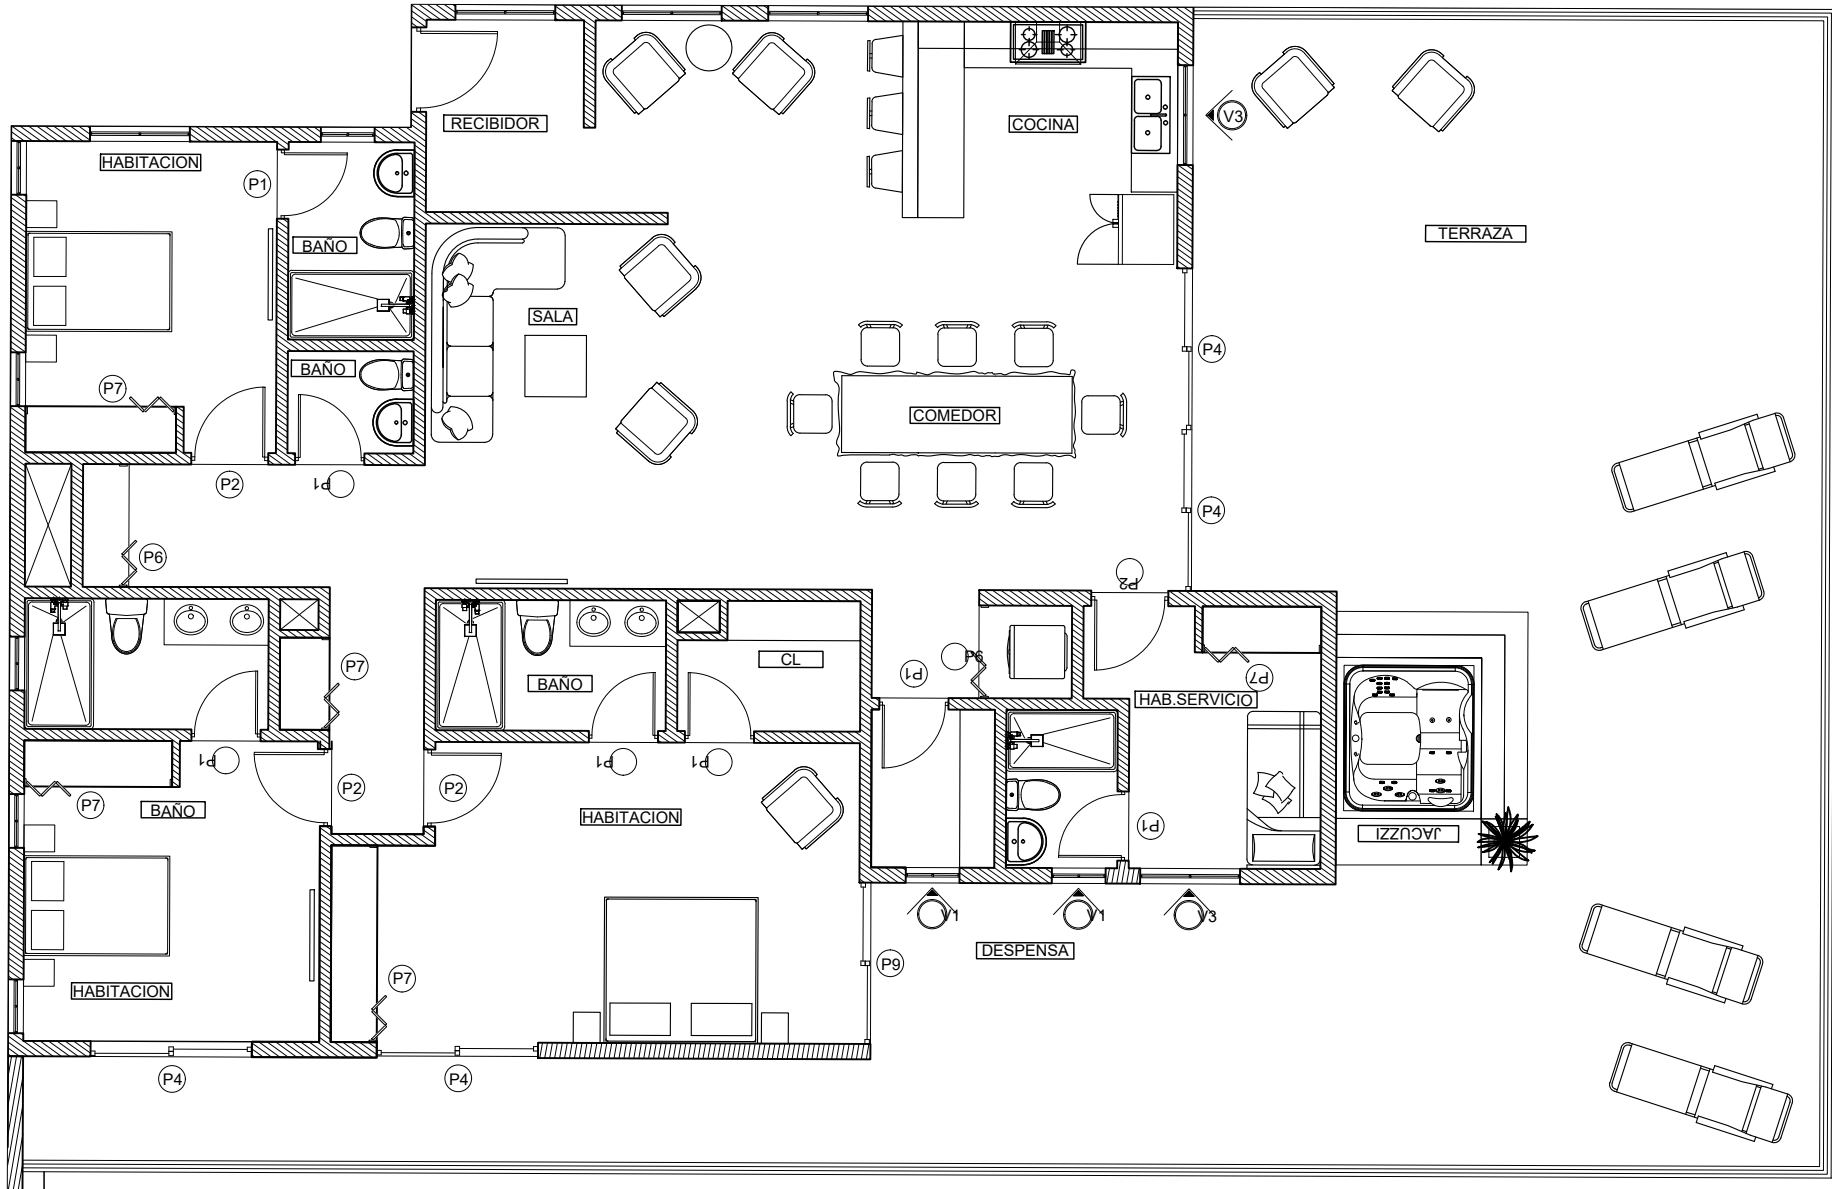 RECIBIDOR
COCINA
V3
HABITACION
P1
BAÑO
TERRAZA
SALA
P4
BAÑO
P7
COMEDOR
P2
P1
P4
P6
P2
CL
P6
P1
P7
BAÑO
P7
HAB.SERVICIO
P1
P1
P1
P2
P2
P7
BAÑO
HABITACION
P1
JACUZZI
V1
V1
V3
DESPENSA
P9
P7
HABITACION
P4
P4